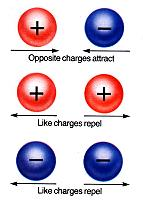 + −
Opposite charges attract
+ +
Like charges repel
− −
Like charges repel